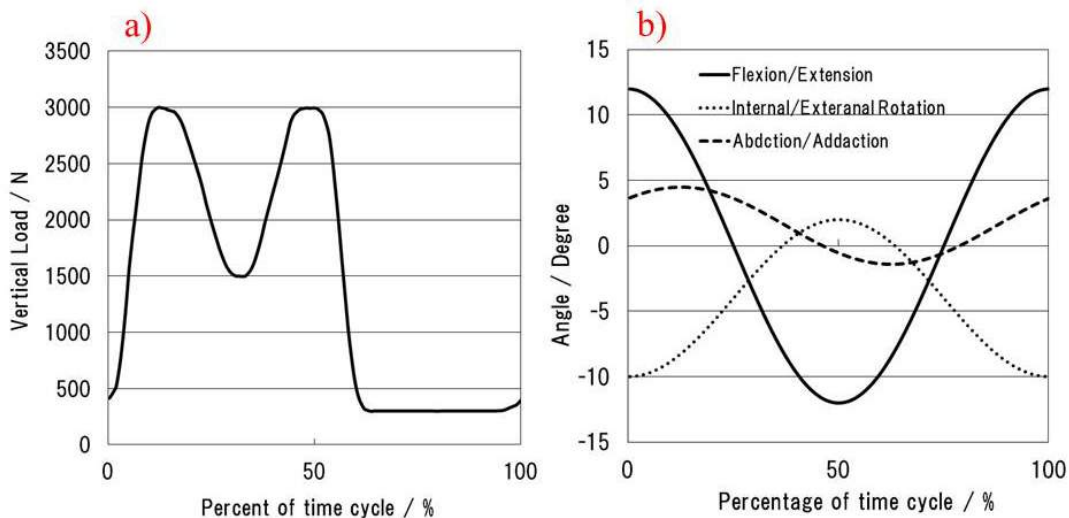 a)
3500
3000
2500
2000
1500
1000
500
0
Vertical Load / N
0 50 100
Percent of time cycle / %
b)
15
10
5
0
-5
-10
-15
Angle / Degree
Flexion/Extension
Internal/Exteranal Rotation
Abdction/Addaction
0 50 100
Percentage of time cycle / %